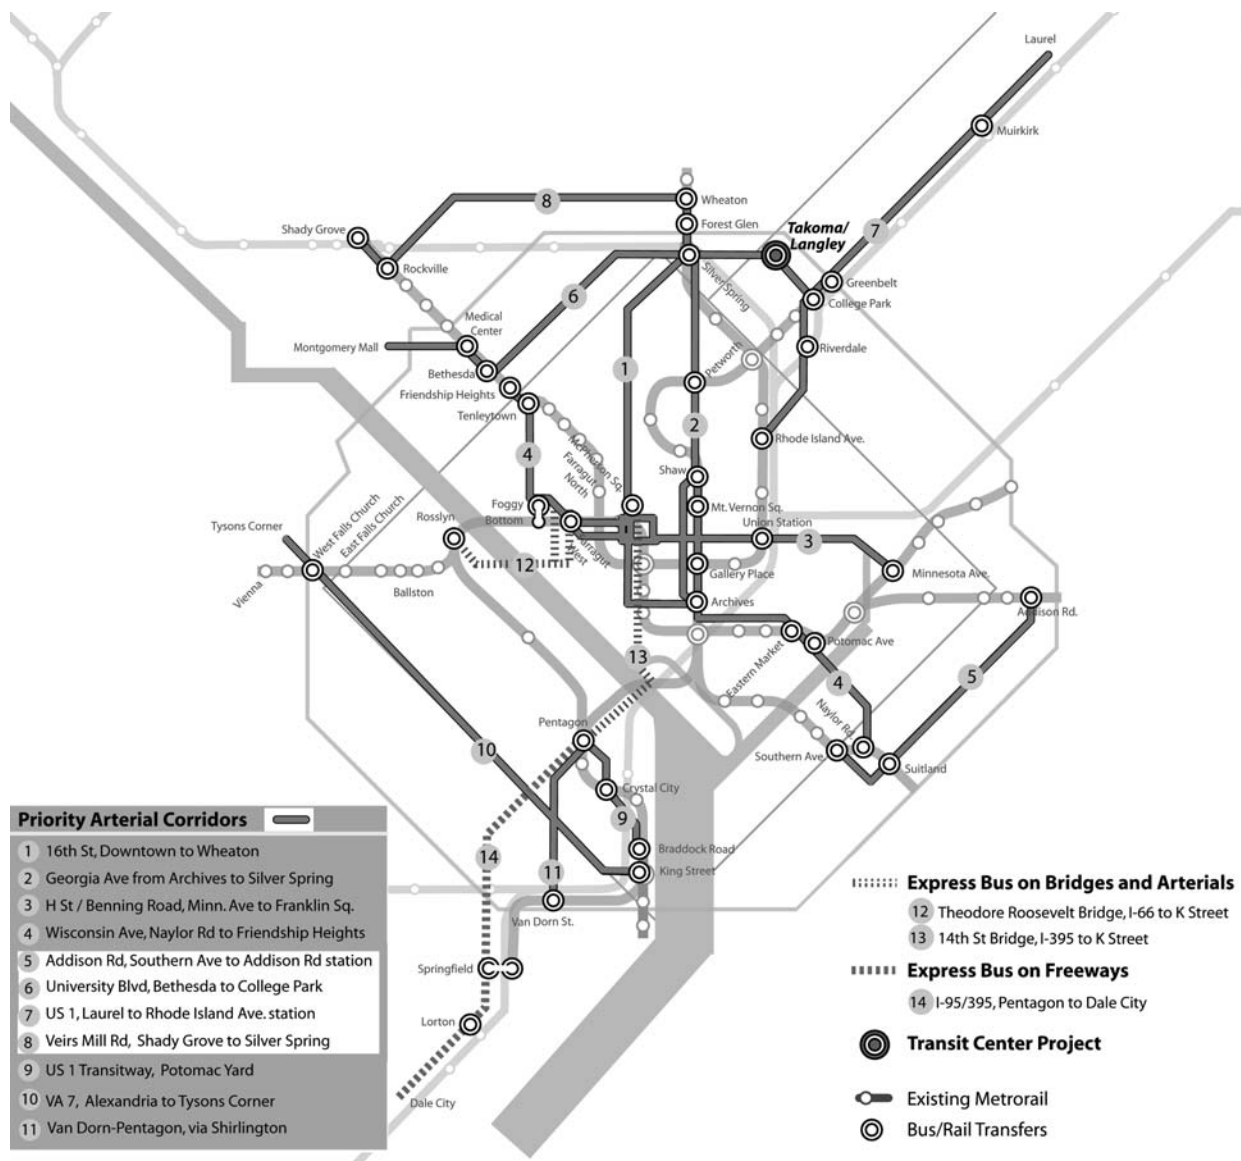 Laurel
Muirkirk
8
Wheaton
Forest Glen
Takoma/
Langley
7
Shady Grove
Rockville
Silver Spring
Greenbelt
College Park
6
Medical
Center
Montgomery Mall
Riverdale
Bethesda
1
Petworth
Friendship Heights
Tenleytown
2
Rhode Island Ave.
4
McPherson Sq.
Farragut
North
Shaw
Foggy
Bottom
Mt. Vernon Sq.
Union Station
Rosslyn
West Falls Church
East Falls Church
Tysons Corner
3
Farragut
West
12
Gallery Place
Minnesota Ave.
Vienna
Ballston
Archives
Addison Rd.
Potomac Ave
Eastern Market
13
4
5
Naylor Rd.
Pentagon
10
Southern Ave.
Suitland
Crystal City
9
Braddock Road
14
11
King Street
Van Dorn St.
Springfield
Lorton
Dale City
Priority Arterial Corridors
1 16th St, Downtown to Wheaton
2 Georgia Ave from Archives to Silver Spring
3 H St / Benning Road, Minn. Ave to Franklin Sq.
4 Wisconsin Ave, Naylor Rd to Friendship Heights
5 Addison Rd, Southern Ave to Addison Rd station
6 University Blvd, Bethesda to College Park
7 US 1, Laurel to Rhode Island Ave. station
8 Veirs Mill Rd, Shady Grove to Silver Spring
9 US 1 Transitway, Potomac Yard
10 VA 7, Alexandria to Tysons Corner
11 Van Dorn-Pentagon, via Shirlington
Express Bus on Bridges and Arterials
12 Theodore Roosevelt Bridge, I-66 to K Street
13 14th St Bridge, I-395 to K Street
Express Bus on Freeways
14 I-95/395, Pentagon to Dale City
Transit Center Project
Existing Metrorail
Bus/Rail Transfers